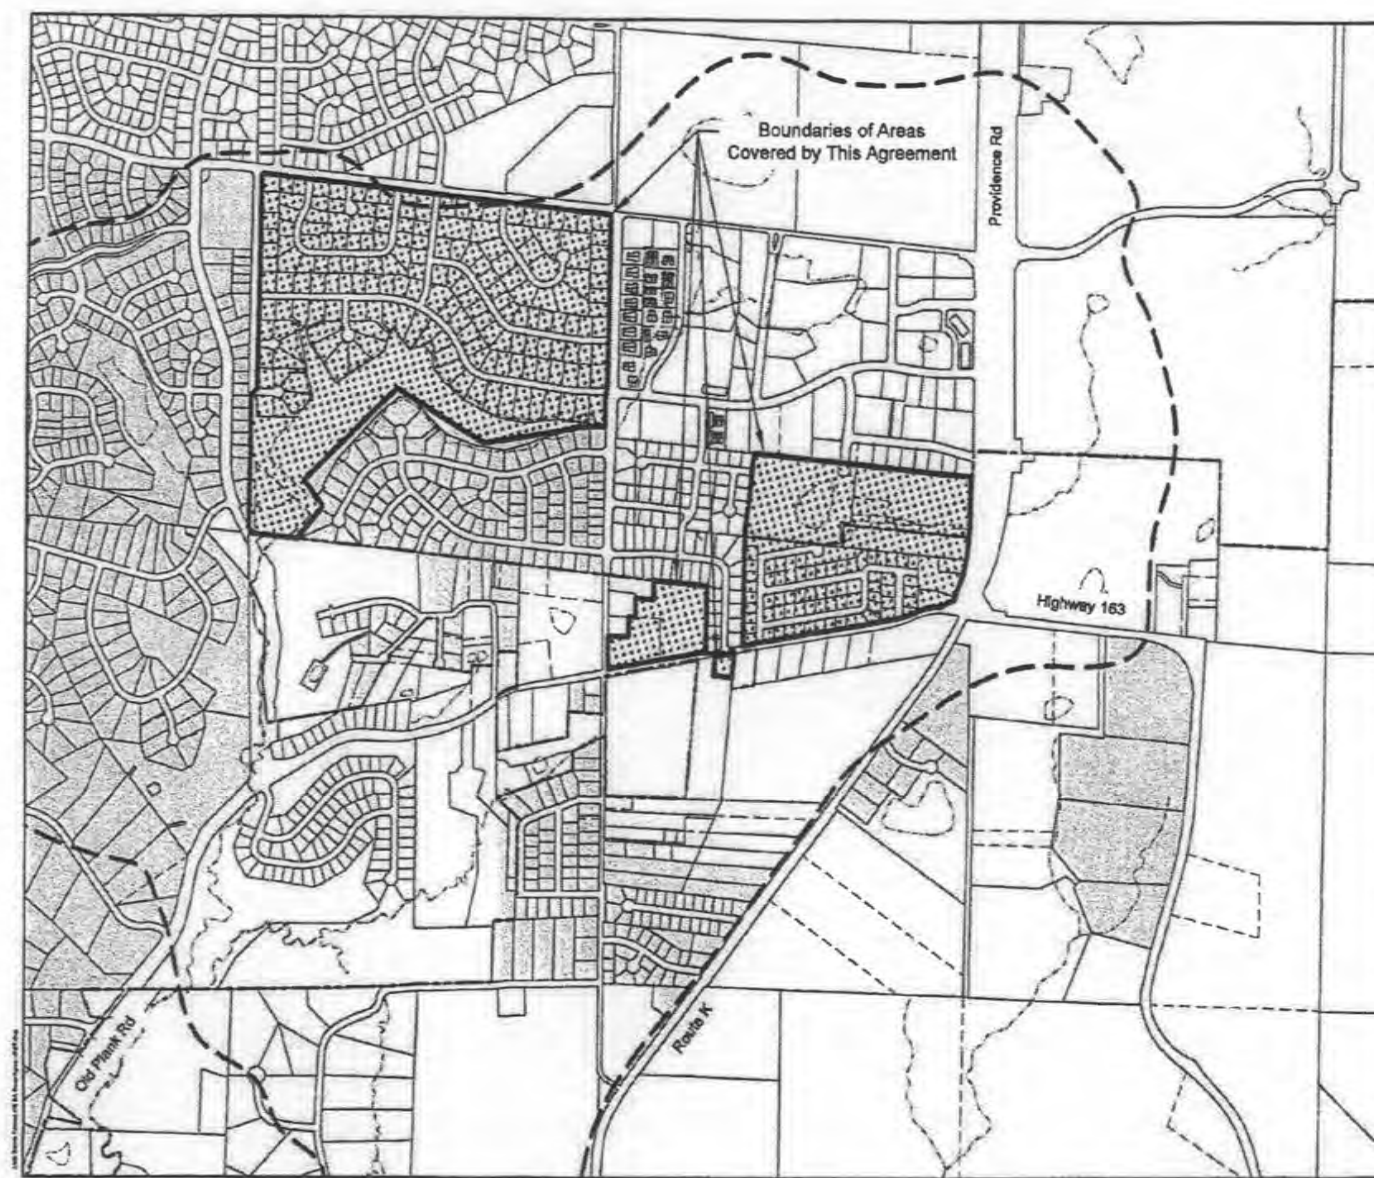 Boundaries of Areas
Covered by This Agreement
Providence Rd
Highway 163
Route K
Old Plank Rd